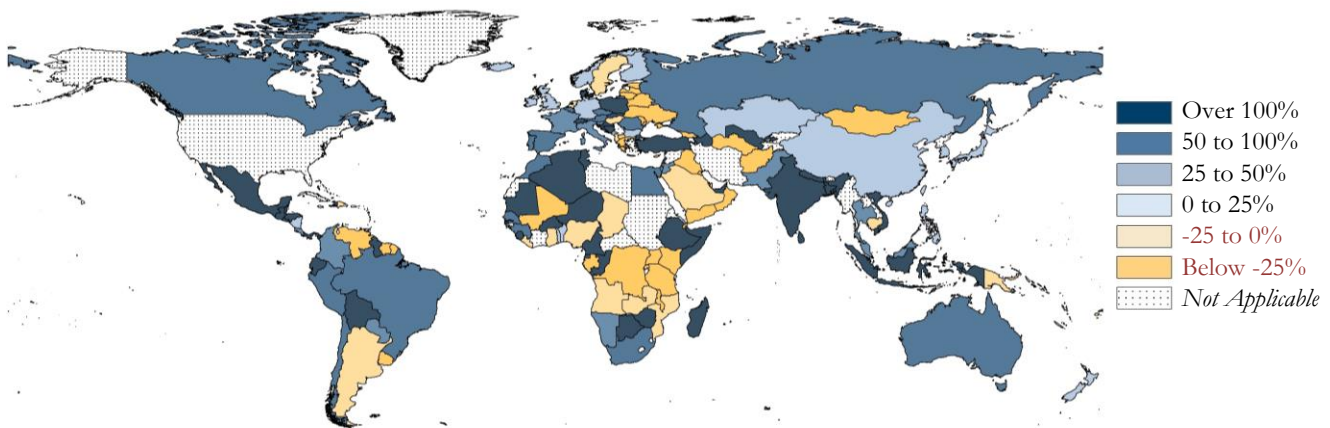 Over 100%
50 to 100%
25 to 50%
0 to 25%
-25 to 0%
Below -25%
Not Applicable